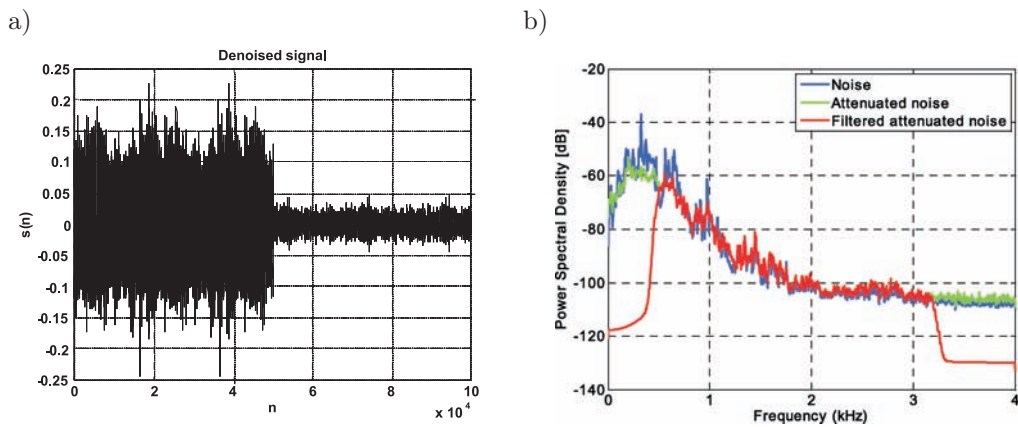 a)
Denoised signal
0.25
0.2
0.15
0.1
0.05
0
-0.05
-0.1
-0.15
-0.2
-0.25
s(n)
0 2 4 6 8 10
n
x 10^4
b)
-20
-40
-60
-80
-100
-120
-140
Power Spectral Density [dB]
Noise
Attenuated noise
Filtered attenuated noise
0 1 2 3 4
Frequency (kHz)